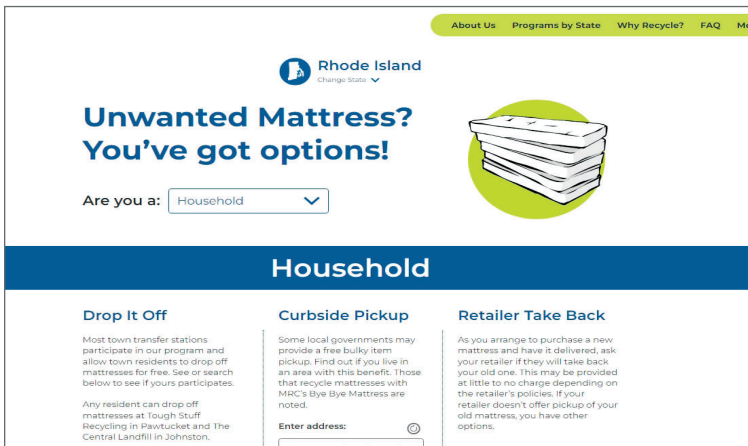 About Us Programs by State Why Recycle? FAQ
Rhode Island
Change State
Unwanted Mattress?
You've got options!
Are you a: Household
Household
Drop It Off
Most town transfer stations
participate in our program and
allow town residents to drop off
mattresses for free. See or search
below to see if yours participates.
Any resident can drop off
mattresses at Tough Stuff
Recycling in Pawtucket and The
Central Landfill in Johnston.
Curbside Pickup
Some local governments may
provide a free bulky item
pickup. Find out if you live in
an area with this benefit. Those
that recycle mattresses with
MRC's Bye Bye Mattress are
noted.
Enter address:
Retailer Take Back
As you arrange to purchase a new
mattress and have it delivered, ask
your retailer if they will take back
your old one. This may be provided
at little to no charge depending on
the retailer's policies. If your
retailer doesn't offer pickup of your
old mattress, you have other
options.